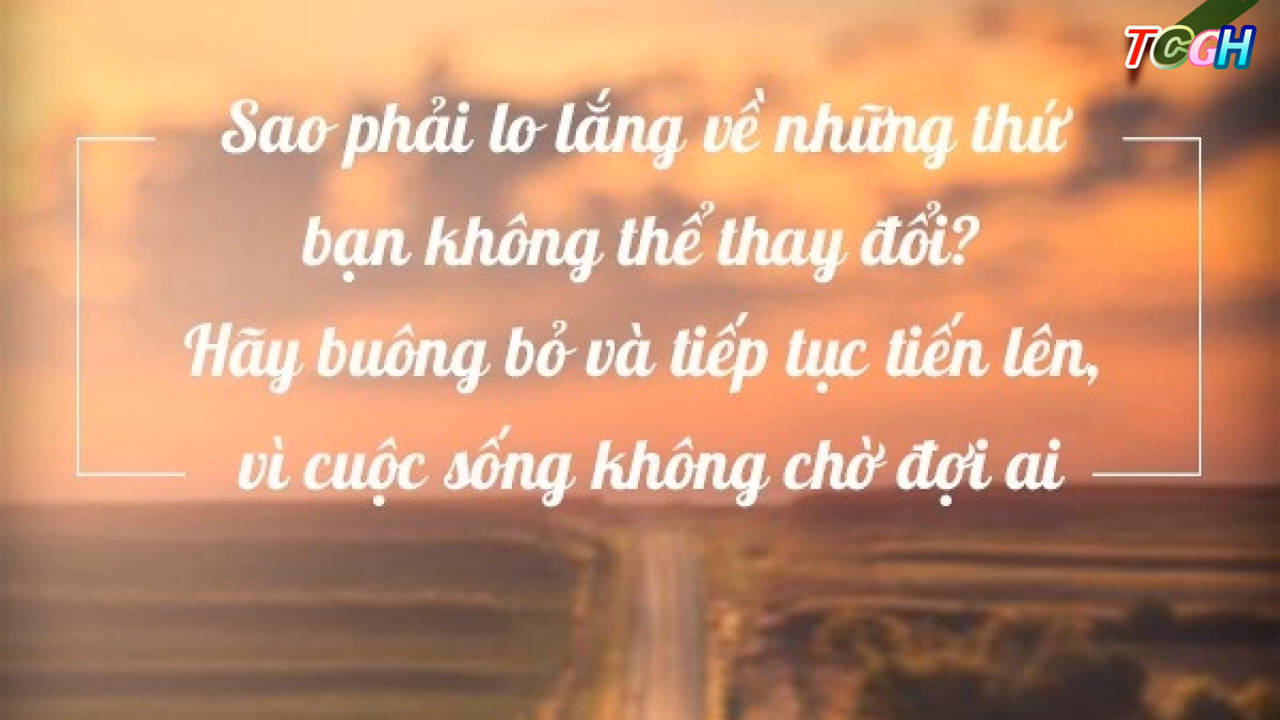 TCGH
Sao phải lo lắng về những thứ
bạn không thể thay đổi?
Hãy buông bỏ và tiếp tục tiến lên,
vì cuộc sống không chờ đợi ai